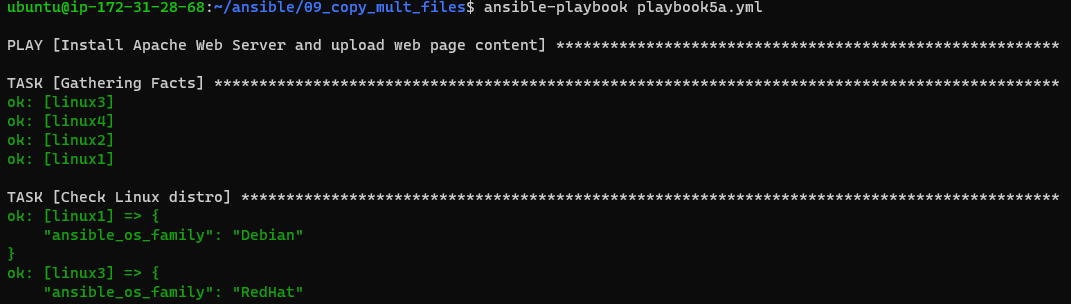 ubuntu@ip-172-31-28-68:~/ansible/09_copy_mult_files$ ansible-playbook playbook5a.yml
PLAY [Install Apache Web Server and upload web page content] ********************************************************
TASK [Gathering Facts] **********************************************************************************************
ok: [linux3]
ok: [linux4]
ok: [linux2]
ok: [linux1]
TASK [Check Linux distro] *******************************************************************************************
ok: [linux1] => {
    "ansible_os_family": "Debian"
}
ok: [linux3] => {
    "ansible_os_family": "RedHat"